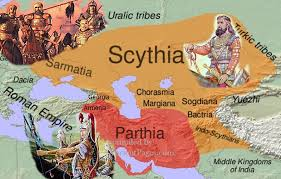 Uralic tribes
Turkic tribes
Scythia
Sarmatia
Dacia
Roman Empire
Georgia
Armenia
Chorasmia
Margiana
Sogdiana
Yuezhi
Bactria
Indo-Scythians
Parthia
Middle Kingdoms
of India